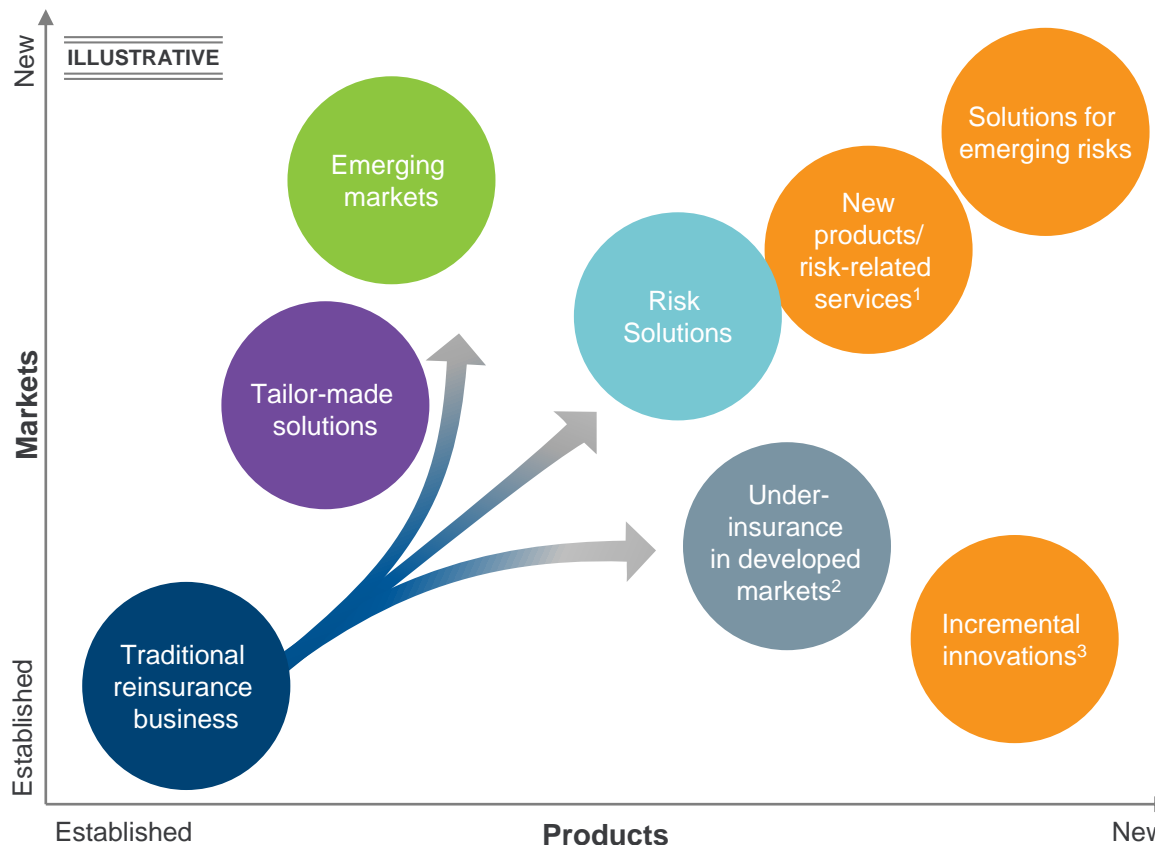 New
ILLUSTRATIVE
Solutions for
emerging risks
Emerging
markets
New
products/
risk-related
services¹
Risk
Solutions
Markets
Tailor-made
solutions
Under-
insurance
in developed
markets²
Incremental
innovations³
Traditional
reinsurance
business
Established
Established
Products
New